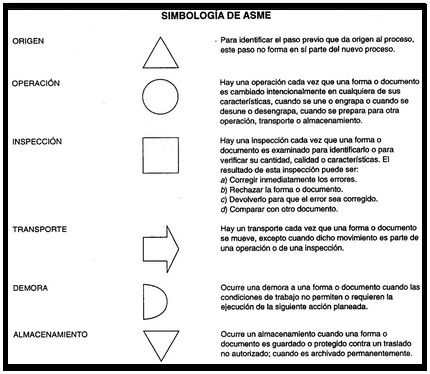 SIMBOLOGÍA DE ASME
ORIGEN
- Para identificar el paso previo que da origen al proceso,
este paso no forma en sí parte del nuevo proceso.
OPERACIÓN
Hay una operación cada vez que una forma o documento
es cambiado intencionalmente en cualquiera de sus
características, cuando se une o engrapa o cuando se
desune o desengrapa, cuando se prepara para otra
operación, transporte o almacenamiento.
INSPECCIÓN
Hay una inspección cada vez que una forma o
documento es examinado para identificarlo o para
verificar su cantidad, calidad o características. El
resultado de esta inspección puede ser:
a) Corregir inmediatamente los errores.
b) Rechazar la forma o documento.
c) Devolverlo para que el error sea corregido.
d) Comparar con otro documento.
TRANSPORTE
Hay un transporte cada vez que una forma o documento
se mueve, excepto cuando dicho movimiento es parte de
una operación o de una inspección.
DEMORA
Ocurre una demora a una forma o documento cuando las
condiciones de trabajo no permiten o requieren la
ejecución de la siguiente acción planeada.
ALMACENAMIENTO
Ocurre un almacenamiento cuando una forma o
documento es guardado o protegido contra un traslado
no autorizado; cuando es archivado permanentemente.